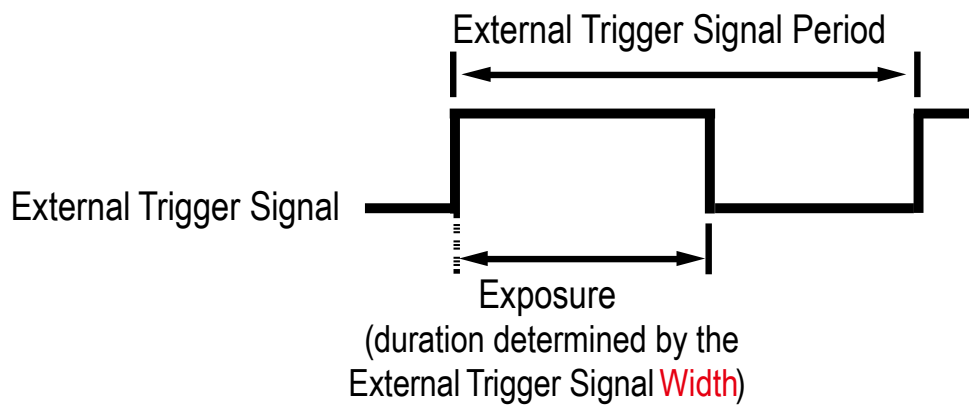 External Trigger Signal Period
External Trigger Signal
Exposure
(duration determined by the
External Trigger Signal Width)